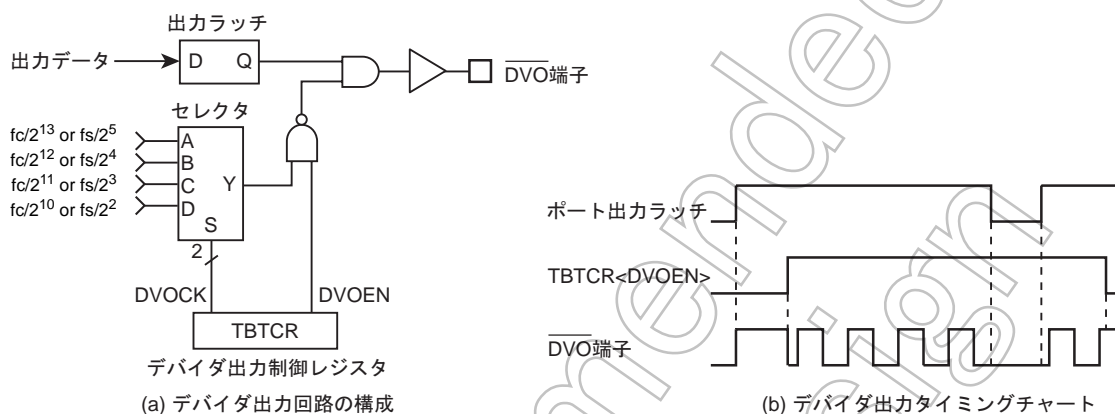 出力ラッチ
出力データ
D Q
DVO端子
セレクタ
fc/2^13 or fs/2^5
fc/2^12 or fs/2^4
fc/2^11 or fs/2^3
fc/2^10 or fs/2^2
A
B
C
D
Y
S
2
DVOCK
DVOEN
TBTCR
デバイダ出力制御レジスタ
(a) デバイダ出力回路の構成
ポート出力ラッチ
TBTCR<DVOEN>
DVO端子
(b) デバイダ出力タイミングチャート